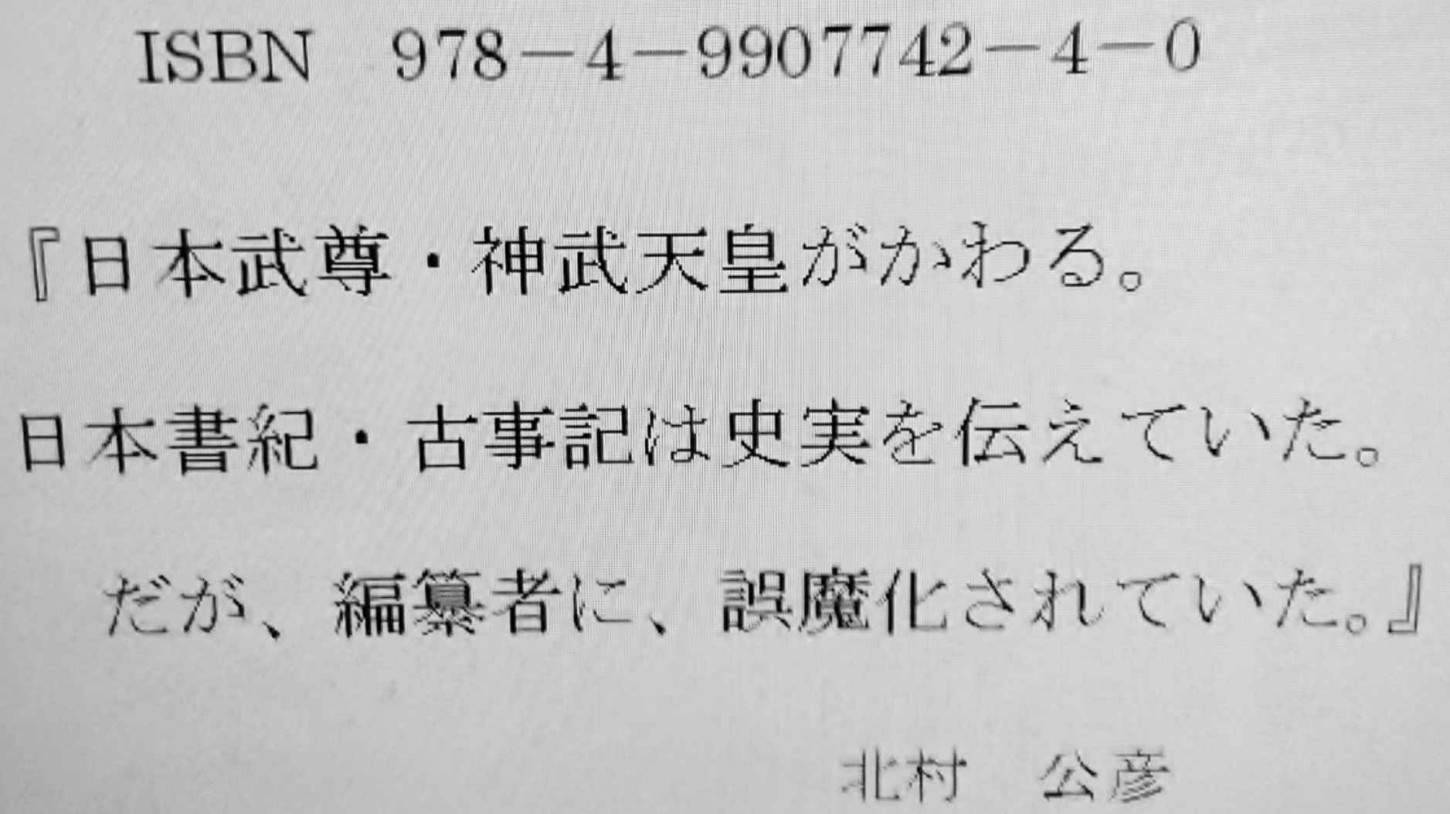 ISBN　978－4－9907742－4－0
『日本武尊・神武天皇がかわる。
日本書紀・古事記は史実を伝えていた。
だが、編纂者に、誤魔化されていた。』
北村　公彦